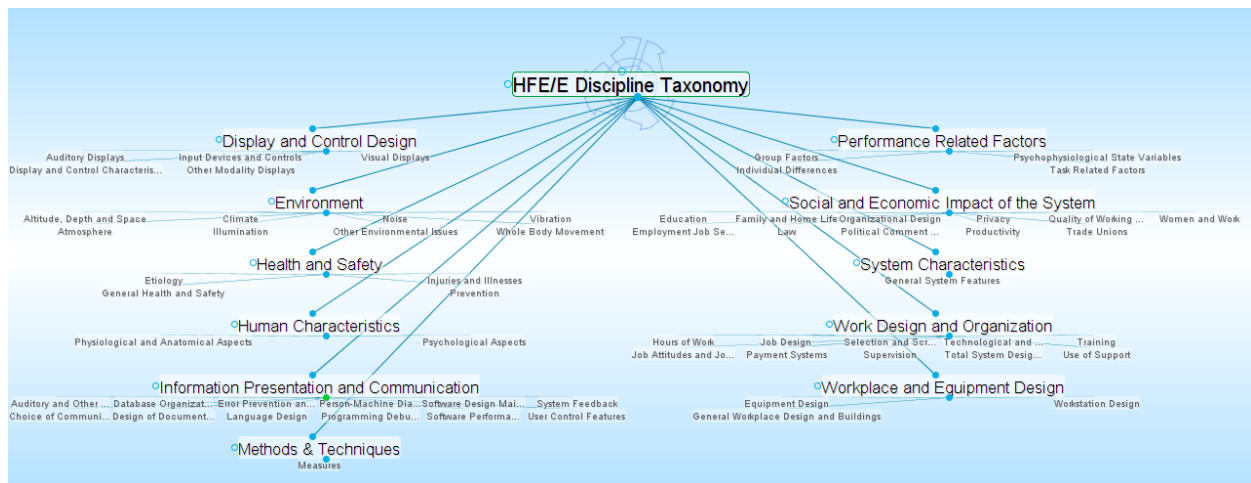 HFE/E Discipline Taxonomy
Display and Control Design
Auditory Displays Input Devices and Controls Visual Displays
Display and Control Characteris... Other Modality Displays
Environment
Altitude, Depth and Space Climate Noise Vibration
Atmosphere Illumination Other Environmental Issues Whole Body Movement
Health and Safety
Etiology Injuries and Illnesses
General Health and Safety Prevention
Human Characteristics
Physiological and Anatomical Aspects Psychological Aspects
Information Presentation and Communication
Auditory and Other ... Database Organizat... Error Prevention an... Person-Machine Dia... Software Design Mai... System Feedback
Choice of Communi... Design of Document... Language Design Programming Debu... Software Performa... User Control Features
Methods & Techniques
Measures
Performance Related Factors
Group Factors Psychophysiological State Variables
Individual Differences Task Related Factors
Social and Economic Impact of the System
Education Family and Home Life Organizational Design Privacy Quality of Working ... Women and Work
Employment Job Se... Law Political Comment ... Productivity Trade Unions
System Characteristics
General System Features
Work Design and Organization
Hours of Work Job Design Selection and Scr... Technological and ... Training
Job Attitudes and Jo... Payment Systems Supervision Total System Desig... Use of Support
Workplace and Equipment Design
Equipment Design Workstation Design
General Workplace Design and Buildings